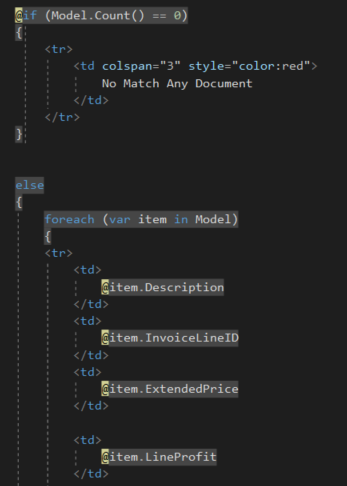 @if (Model.Count() == 0)
{
<tr>
<td colspan="3" style="color:red">
No Match Any Document
</td>
</tr>
}
else
{
foreach (var item in Model)
{
<tr>
<td>
@item.Description
</td>
<td>
@item.InvoiceLineID
</td>
<td>
@item.ExtendedPrice
</td>
<td>
@item.LineProfit
</td>